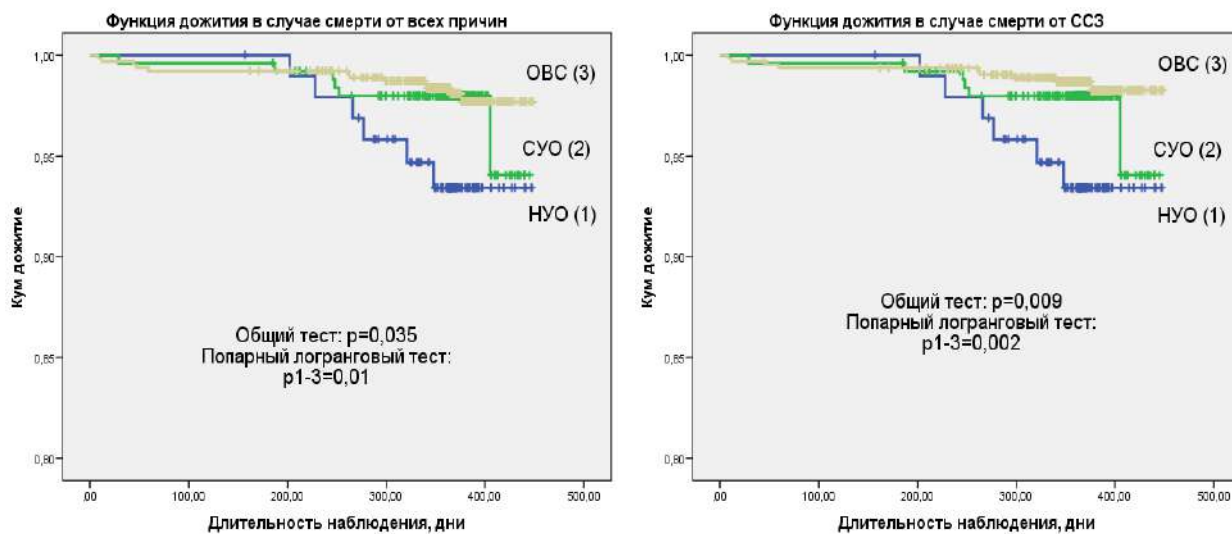 Функция дожития в случае смерти от всех причин
1,00
0,95
0,90
0,85
0,80
Кум дожитие
ОВС (3)
СУО (2)
НУО (1)
Общий тест: р=0,035
Попарный логранговый тест:
р1-3=0,01
,00 100,00 200,00 300,00 400,00 500,00
Длительность наблюдения, дни
Функция дожития в случае смерти от ССЗ
1,00
0,95
0,90
0,85
0,80
Кум дожитие
ОВС (3)
СУО (2)
НУО (1)
Общий тест: р=0,009
Попарный логранговый тест:
р1-3=0,002
,00 100,00 200,00 300,00 400,00 500,00
Длительность наблюдения, дни